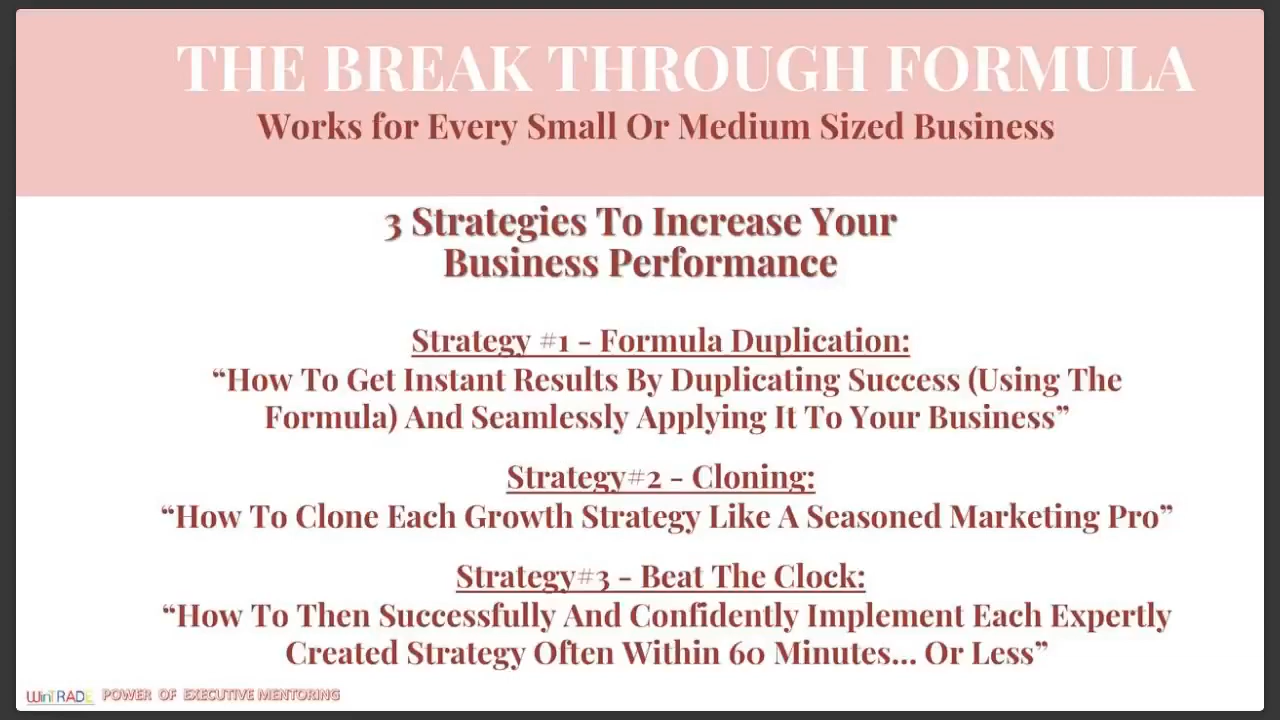 THE BREAK THROUGH FORMULA
Works for Every Small Or Medium Sized Business
3 Strategies To Increase Your
Business Performance
Strategy #1 - Formula Duplication:
“How To Get Instant Results By Duplicating Success (Using The
Formula) And Seamlessly Applying It To Your Business”
Strategy#2 - Cloning:
“How To Clone Each Growth Strategy Like A Seasoned Marketing Pro”
Strategy#3 - Beat The Clock:
“How To Then Successfully And Confidently Implement Each Expertly
Created Strategy Often Within 60 Minutes... Or Less”
WinTRADE POWER OF EXECUTIVE MENTORING